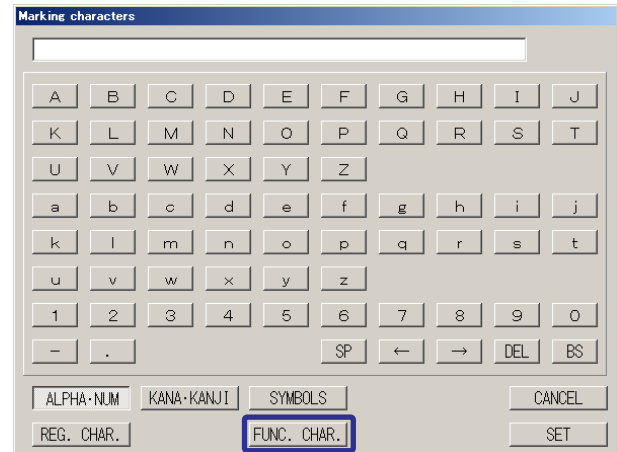 Marking characters
A B C D E F G H I J
K L M N O P Q R S T
U V W X Y Z
a b c d e f g h i j
k l m n o p q r s t
u v w x y z
1 2 3 4 5 6 7 8 9 0
- . SP ← → DEL BS
ALPHA･NUM KANA･KANJI SYMBOLS CANCEL
REG. CHAR. FUNC. CHAR. SET